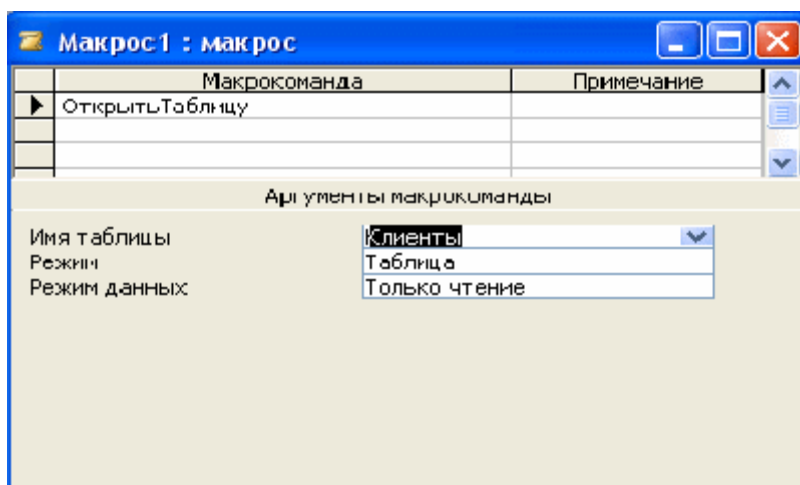 Макрос1 : макрос
Макрокоманда Примечание
ОткрытьТаблицу
Аргументы макрокоманды
Имя таблицы Клиенты
Режим Таблица
Режим данных Только чтение